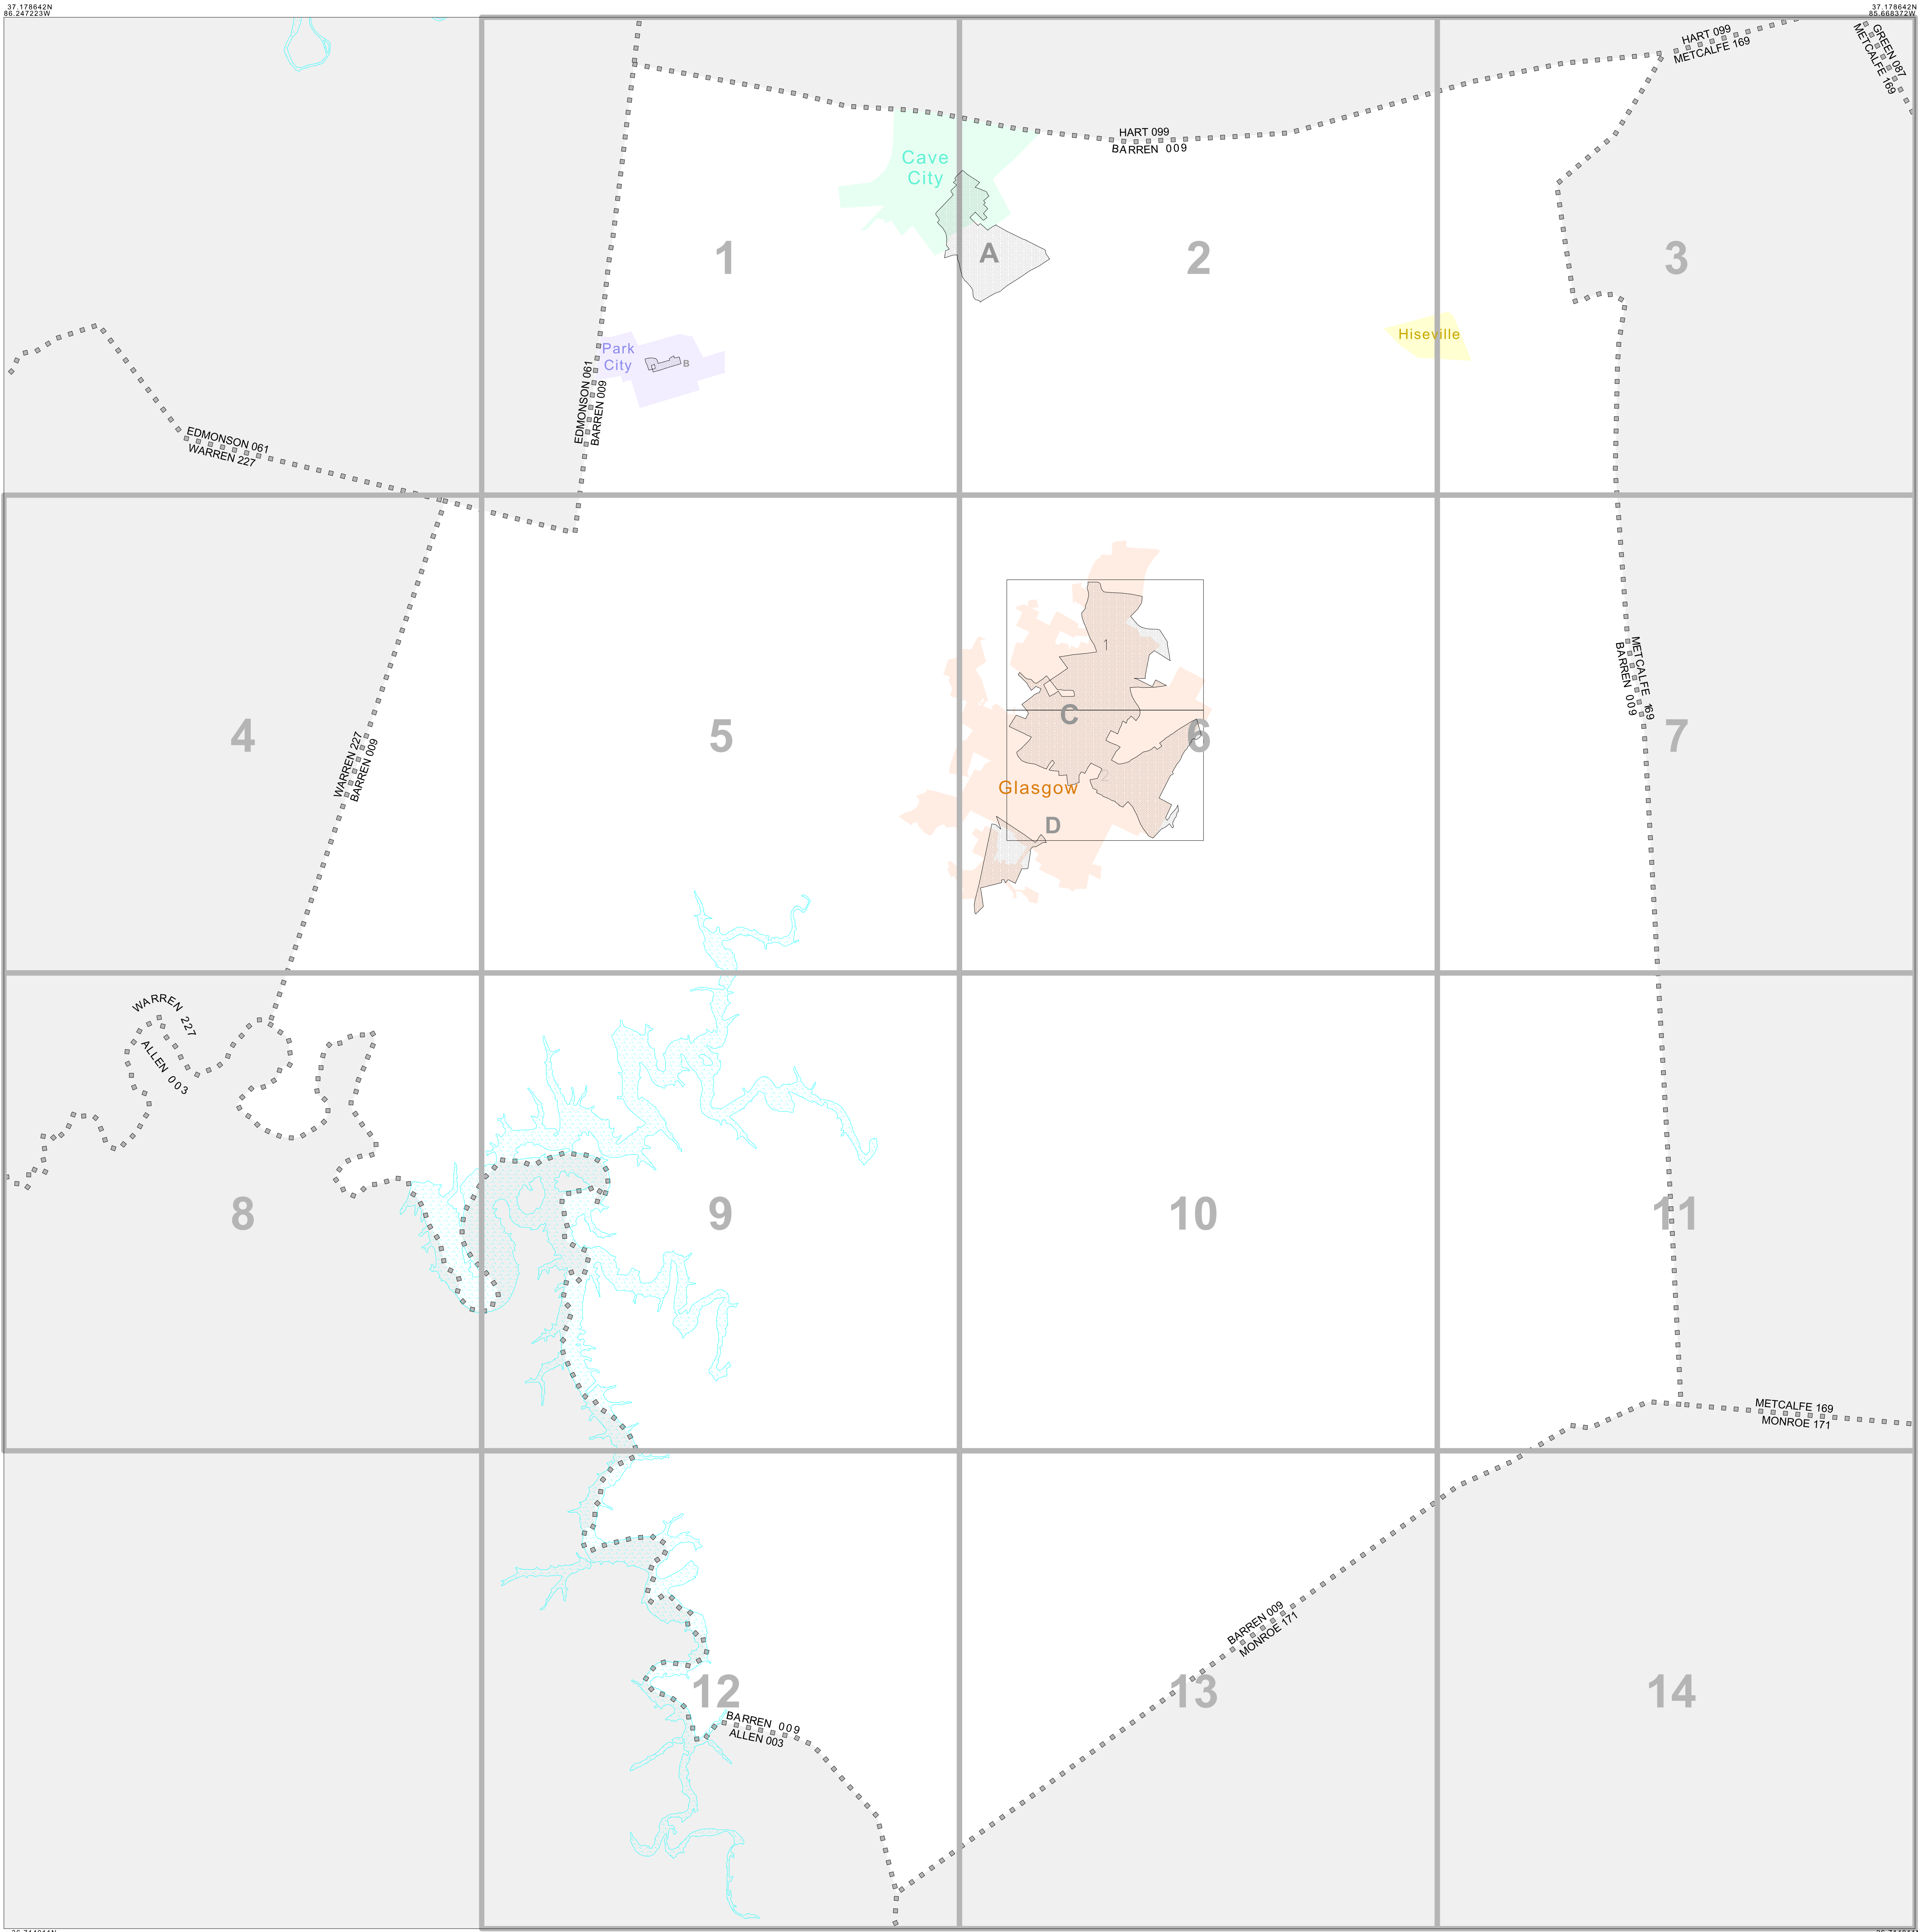 37.178642N
86.247223W
37.178642N
85.668372W
HART 099
METCALFE 169
GREEN 087
METCALFE 169
HART 099
BARREN 009
Cave
City
A
1
2
3
Hiseville
Park
City
B
EDMONSON 061
BARREN 009
EDMONSON 061
WARREN 227
1
METCALFE 169
BARREN 009
C
4
5
6
7
WARREN 227
BARREN 009
2
Glasgow
D
WARREN 227
ALLEN 003
8
9
10
11
METCALFE 169
MONROE 171
BARREN 009
MONROE 171
12
13
14
BARREN 009
ALLEN 003